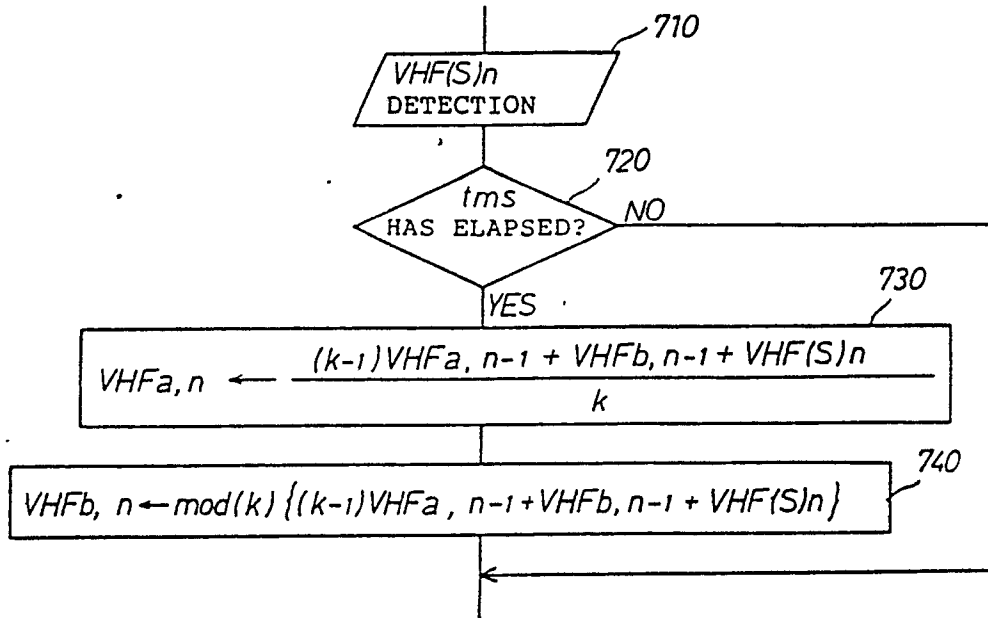 710
VHF(S)n
DETECTION
720
tms
HAS ELAPSED?
NO
YES
730
VHFa, n ← (k-1)VHFa, n-1 + VHFb, n-1 + VHF(S)n
k
740
VHFb, n ← mod(k) {(k-1)VHFa, n-1 + VHFb, n-1 + VHF(S)n}